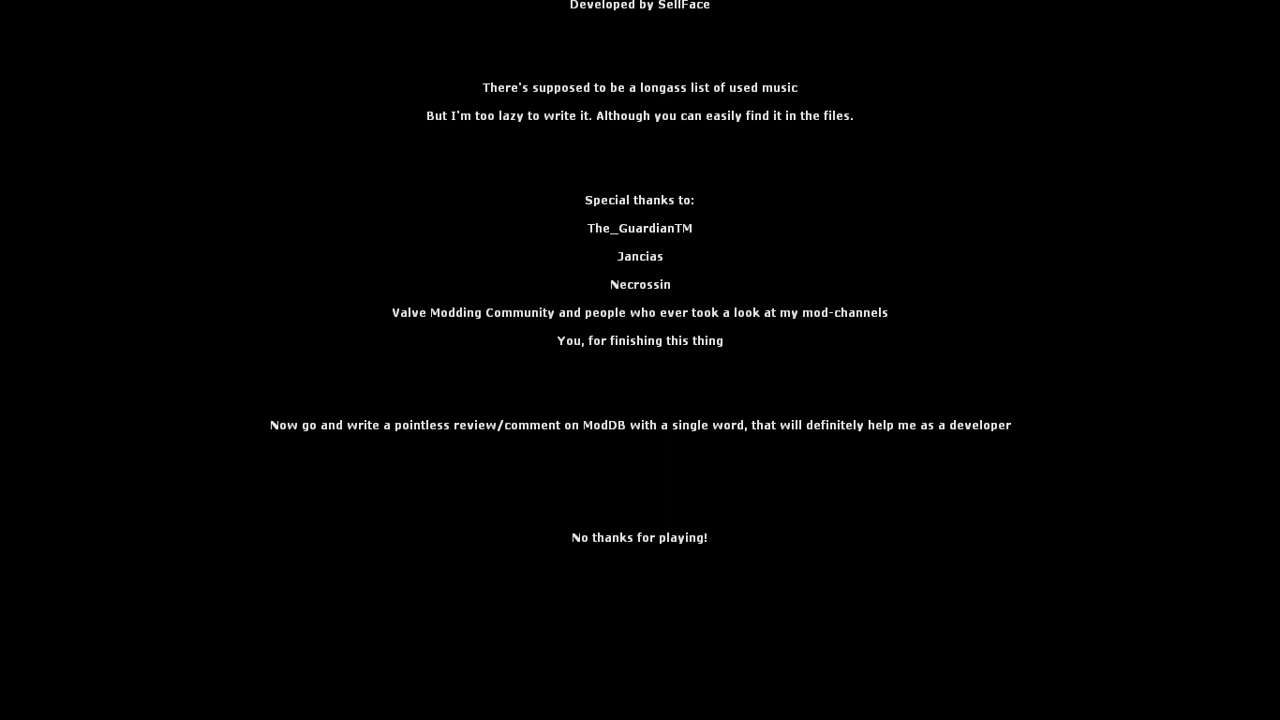 Developed by SellFace
There's supposed to be a longass list of used music
But I'm too lazy to write it. Although you can easily find it in the files.
Special thanks to:
The_GuardianTM
Jancias
Necrossin
Valve Modding Community and people who ever took a look at my mod-channels
You, for finishing this thing
Now go and write a pointless review/comment on ModDB with a single word, that will definitely help me as a developer
No thanks for playing!